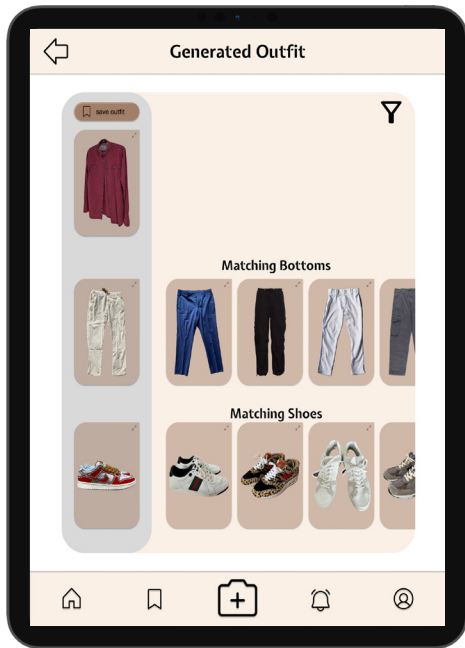 Generated Outfit
save outfit
Matching Bottoms
Matching Shoes